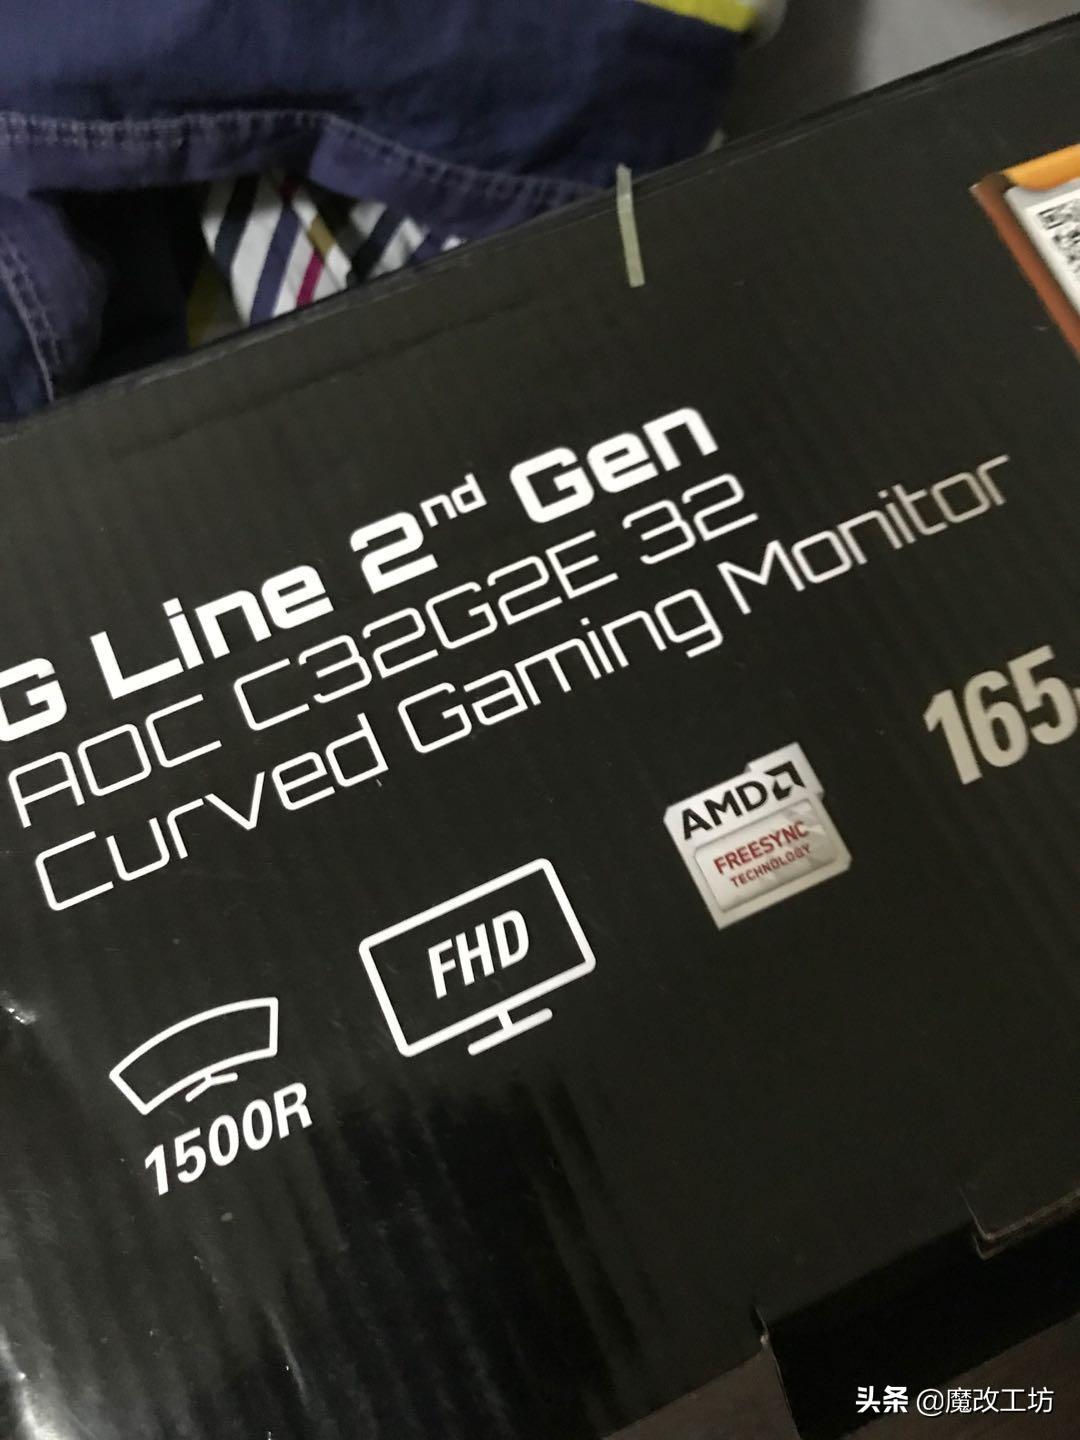 G Line 2nd Gen
AOC C32G2E 32
Curved Gaming Monitor
165
AMD
FREESYNC
TECHNOLOGY
FHD
1500R
头条 @魔改工坊